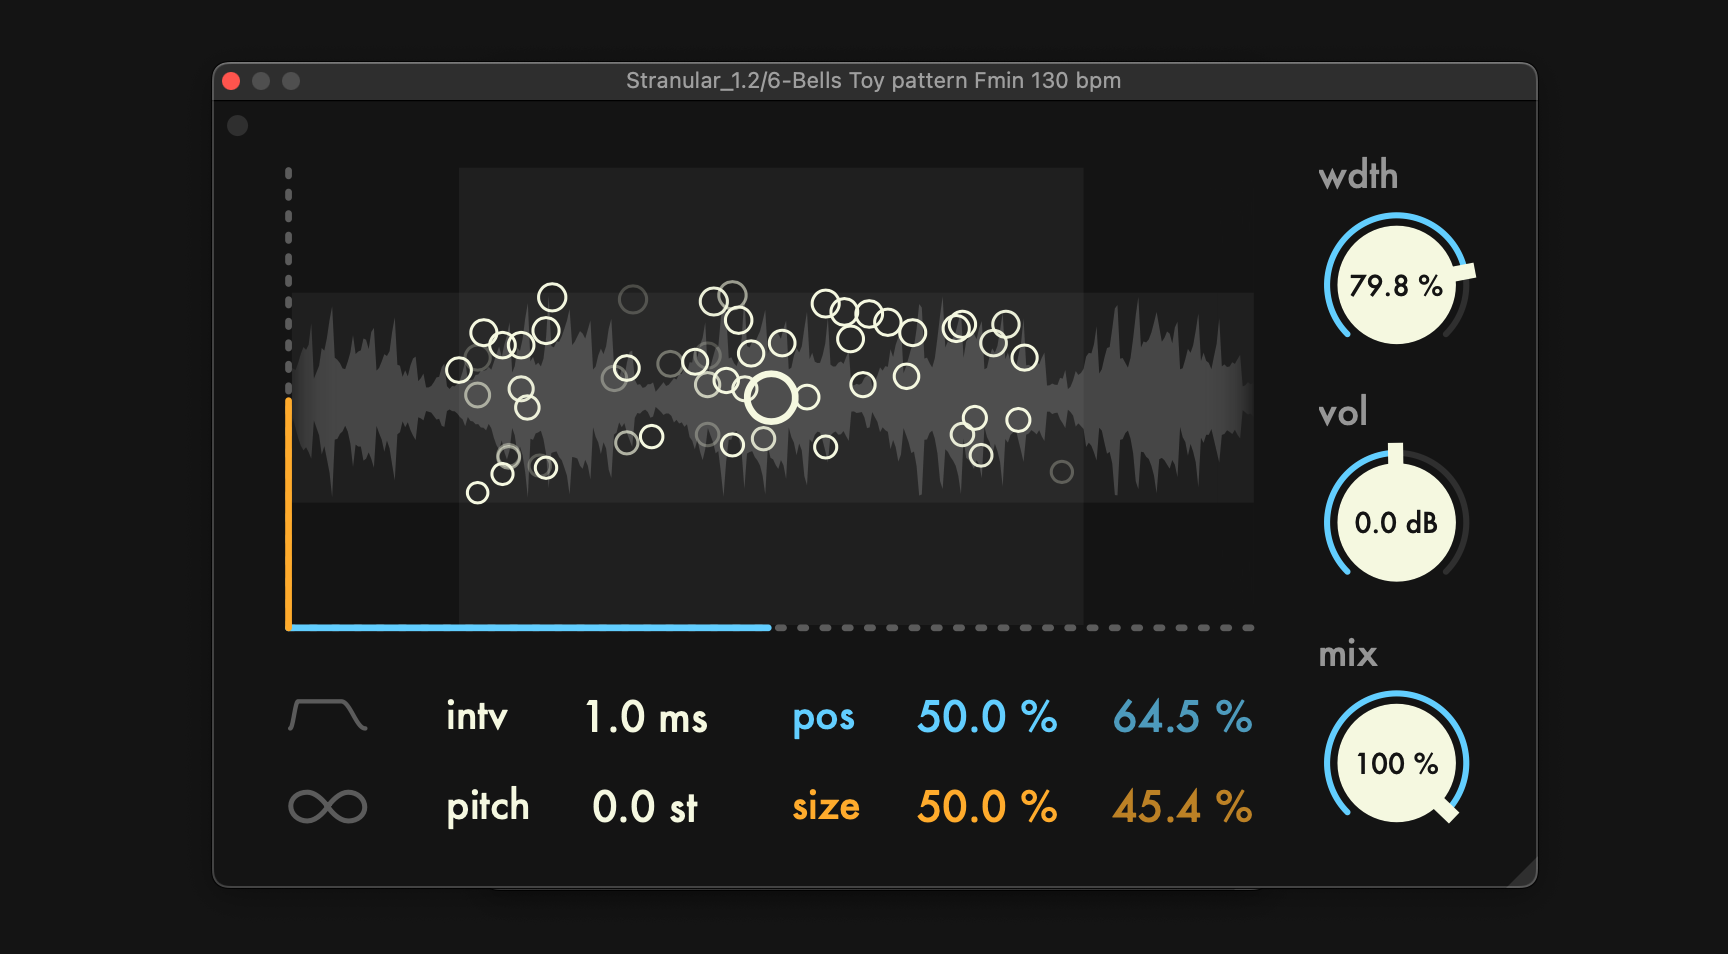 Stranular_1.2/6-Bells Toy pattern Fmin 130 bpm
wdth
79.8 %
vol
0.0 dB
mix
100 %
intv 1.0 ms pos 50.0 % 64.5 %
pitch 0.0 st size 50.0 % 45.4 %